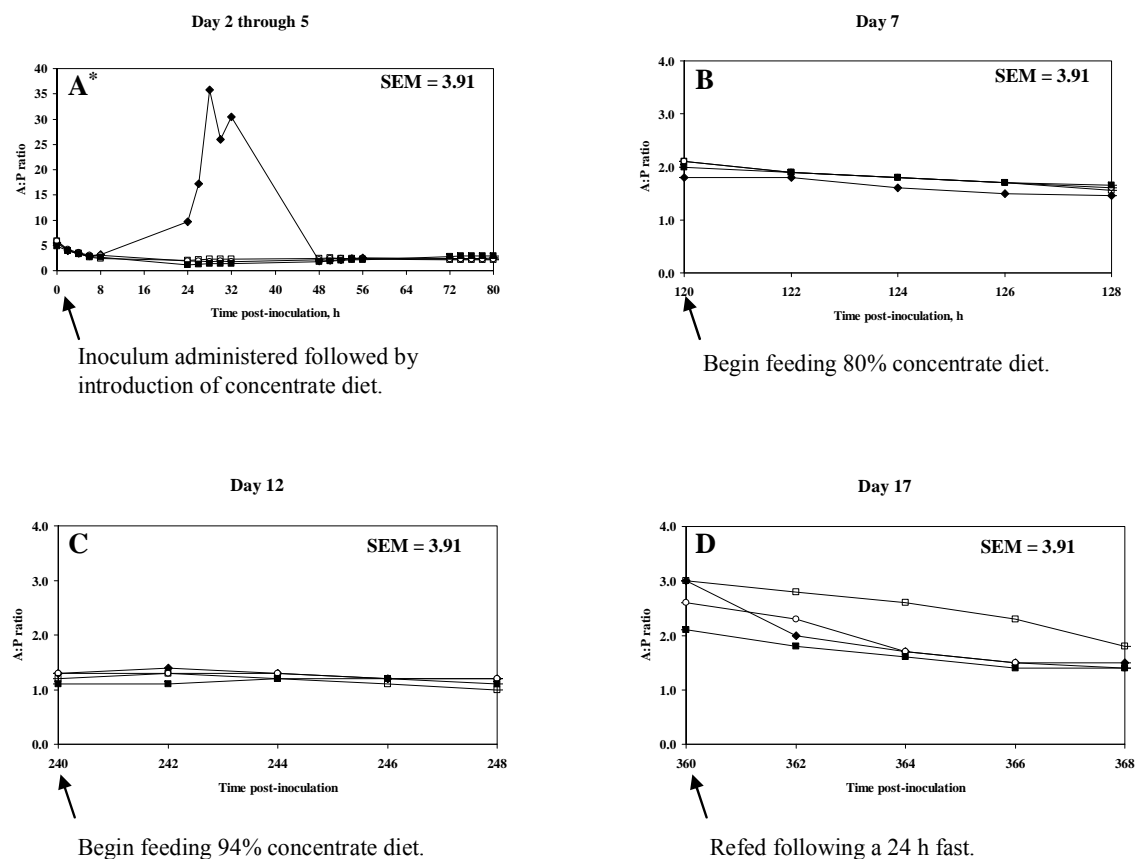 Day 2 through 5
A*
SEM = 3.91
A:P ratio
40
35
30
25
20
15
10
5
0
0 8 16 24 32 40 48 56 64 72 80
Time post-inoculation, h
Inoculum administered followed by
introduction of concentrate diet.
Day 7
B
SEM = 3.91
A:P ratio
4.0
3.0
2.0
1.0
0.0
120 122 124 126 128
Time post-inoculation, h
Begin feeding 80% concentrate diet.
Day 12
C
SEM = 3.91
A:P ratio
4.0
3.0
2.0
1.0
0.0
240 242 244 246 248
Time post-inoculation
Begin feeding 94% concentrate diet.
Day 17
D
SEM = 3.91
A:P ratio
4.0
3.0
2.0
1.0
0.0
360 362 364 366 368
Time post-inoculation
Refed following a 24 h fast.